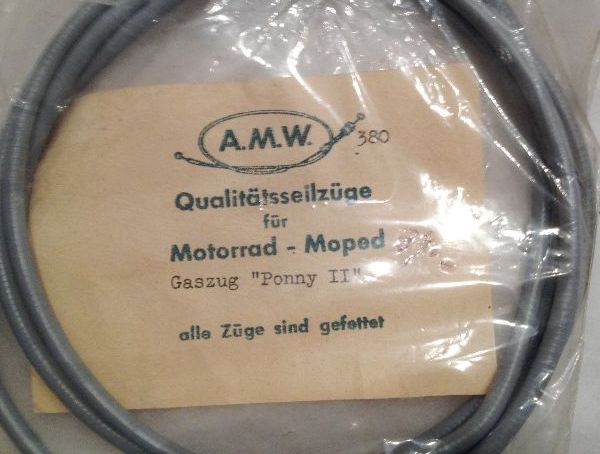 A.M.W. 380
Qualitätsseilzüge
für
Motorrad - Moped
Gaszug "Ponny II"
alle Züge sind gefettet